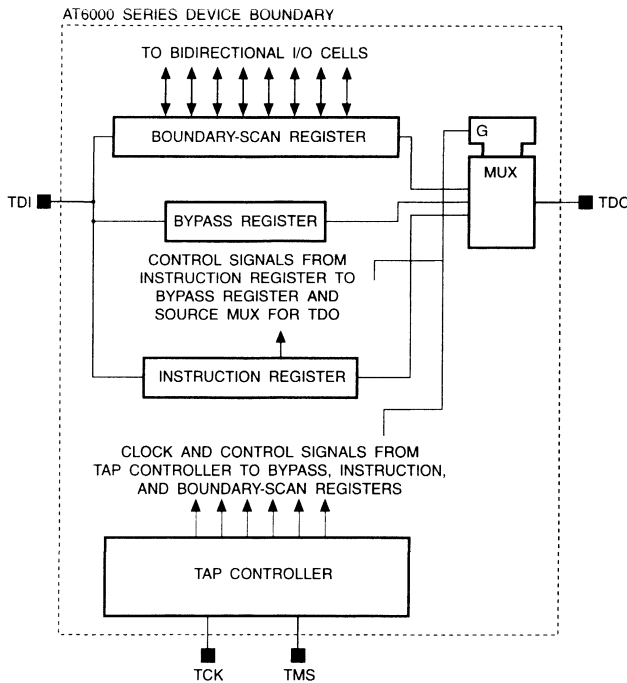 AT6000 SERIES DEVICE BOUNDARY
TO BIDIRECTIONAL I/O CELLS
BOUNDARY-SCAN REGISTER
G
MUX
TDI
TDO
BYPASS REGISTER
CONTROL SIGNALS FROM
INSTRUCTION REGISTER TO
BYPASS REGISTER AND
SOURCE MUX FOR TDO
INSTRUCTION REGISTER
CLOCK AND CONTROL SIGNALS FROM
TAP CONTROLLER TO BYPASS, INSTRUCTION,
AND BOUNDARY-SCAN REGISTERS
TAP CONTROLLER
TCK
TMS